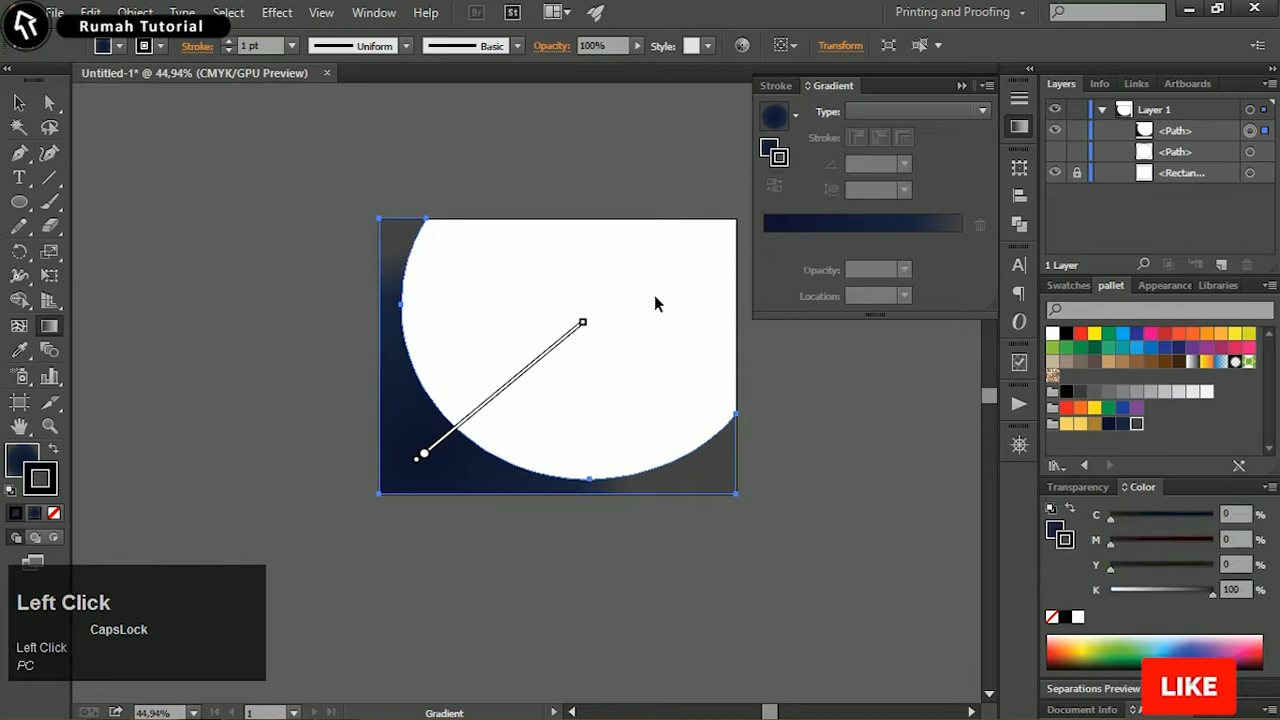 File Edit Object Type Select Effect View Window Help Br St Printing and Proofing
Rumah Tutorial
Stroke: 1 pt Uniform Basic Opacity: 100% Style: Transform
Untitled-1* @ 44,94% (CMYK/GPU Preview) ×
Stroke Gradient
Type:
Stroke:
Opacity:
Location:
Layers Info Links Artboards
Layer 1
<Path>
<Path>
<Rectan...
1 Layer
Swatches pallet Appearance Libraries
Transparency Color
C 0 %
M 0 %
Y 0 %
K 100 %
Separations Preview
Document Info
LIKE
Left Click
CapsLock
Left Click
PC
44,94% 1 Gradient